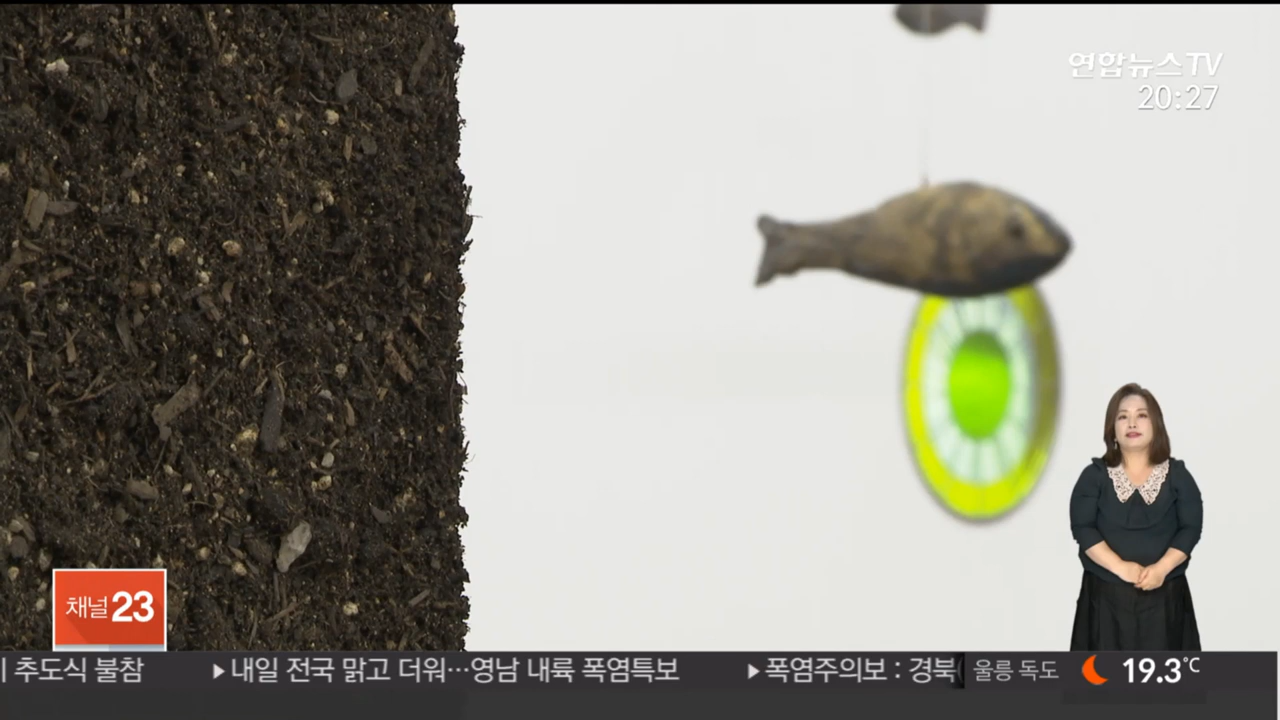 연합뉴스TV
20:27
채널23
추도식 불참 ▶내일 전국 맑고 더워…영남 내륙 폭염특보 ▶폭염주의보 : 경북
울릉 독도 19.3℃